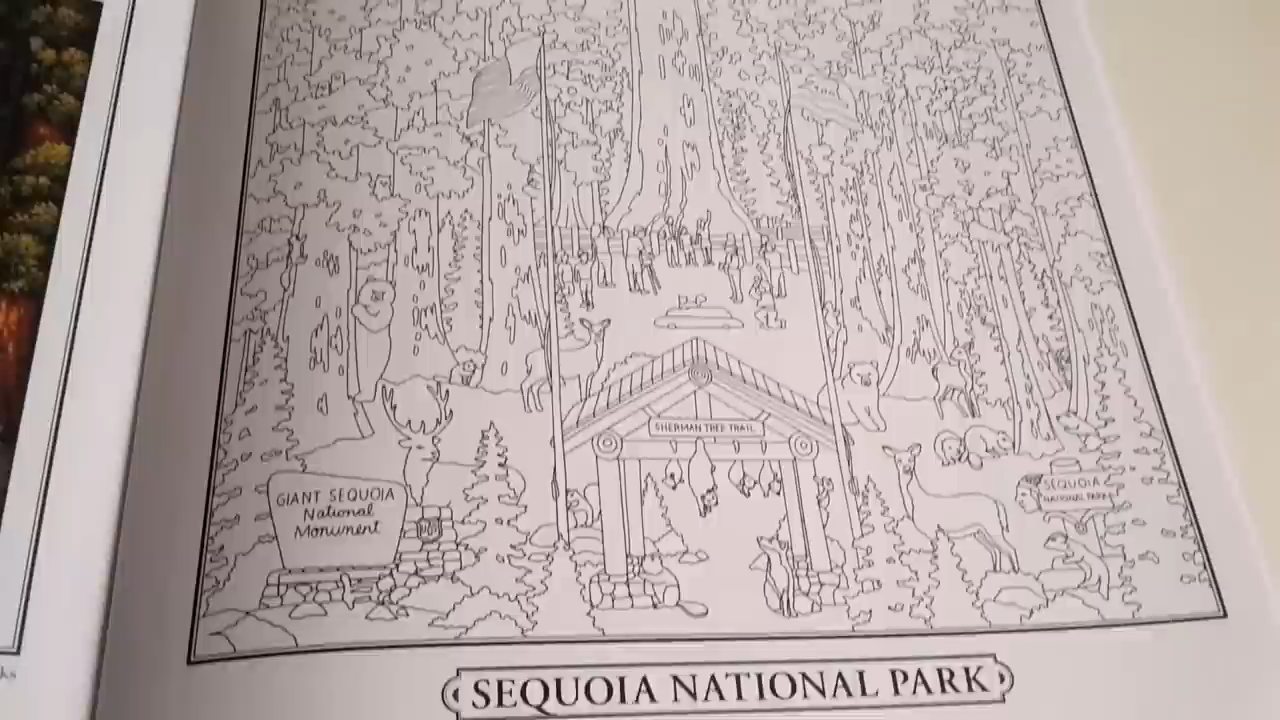 SHERMAN TREE TRAIL
GIANT SEQUOIA
National
Monument
SEQUOIA
NATIONAL PARK
SEQUOIA NATIONAL PARK